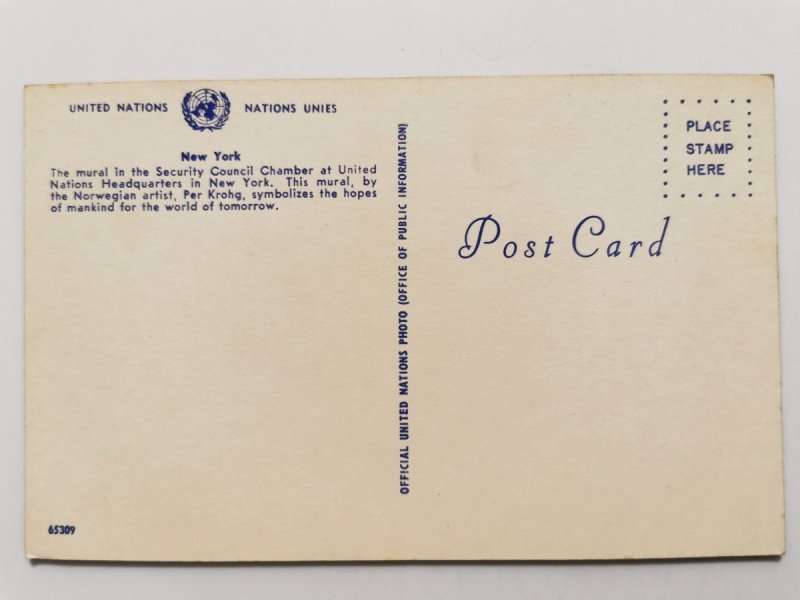 UNITED NATIONS NATIONS UNIES
New York
The mural in the Security Council Chamber at United
Nations Headquarters in New York. This mural, by
the Norwegian artist, Per Krohg, symbolizes the hopes
of mankind for the world of tomorrow.
65309
OFFICIAL UNITED NATIONS PHOTO (OFFICE OF PUBLIC INFORMATION)
PLACE
STAMP
HERE
Post Card